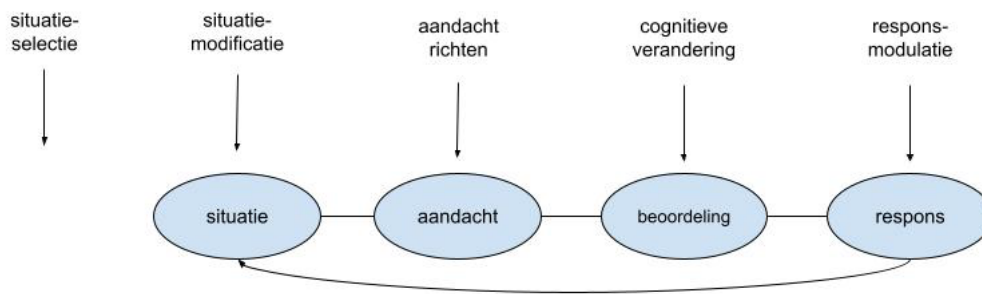 situatie-
selectie
situatie-
modificatie
aandacht
richten
cognitieve
verandering
respons-
modulatie
situatie
aandacht
beoordeling
respons